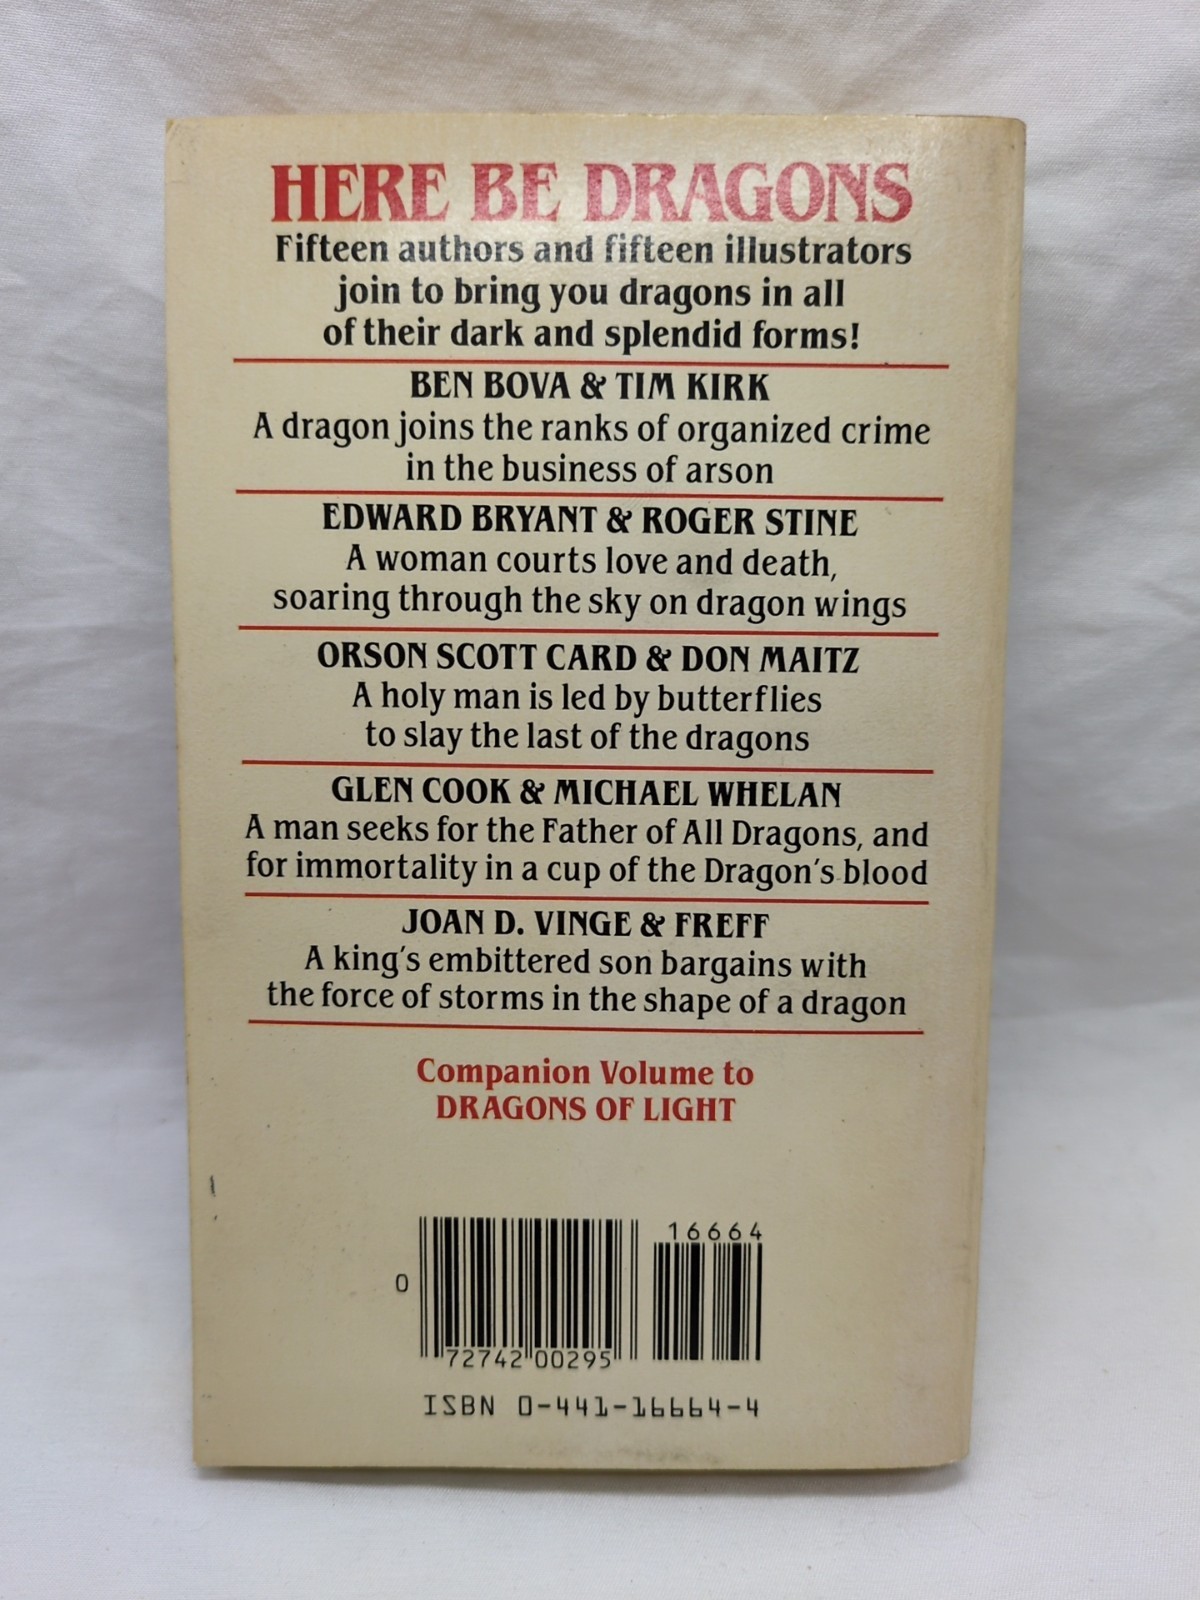 HERE BE DRAGONS
Fifteen authors and fifteen illustrators
join to bring you dragons in all
of their dark and splendid forms!
BEN BOVA & TIM KIRK
A dragon joins the ranks of organized crime
in the business of arson
EDWARD BRYANT & ROGER STINE
A woman courts love and death,
soaring through the sky on dragon wings
ORSON SCOTT CARD & DON MAITZ
A holy man is led by butterflies
to slay the last of the dragons
GLEN COOK & MICHAEL WHELAN
A man seeks for the Father of All Dragons, and
for immortality in a cup of the Dragon's blood
JOAN D. VINGE & FREFF
A king's embittered son bargains with
the force of storms in the shape of a dragon
Companion Volume to
DRAGONS OF LIGHT
16664
0
72742 00295
ISBN 0-441-16664-4